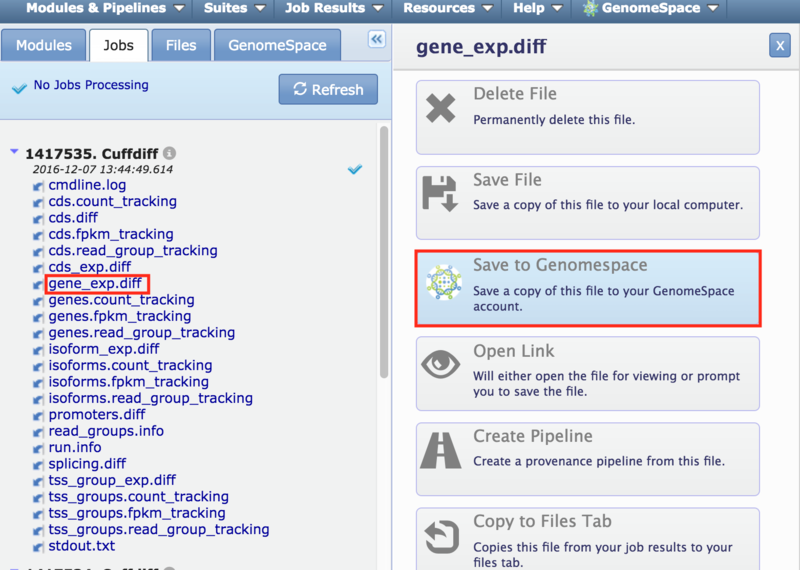 Modules & Pipelines Suites Job Results Resources Help GenomeSpace
Modules Jobs Files GenomeSpace
No Jobs Processing
Refresh
1417535. Cuffdiff
2016-12-07 13:44:49.614
cmdline.log
cds.count_tracking
cds.diff
cds.fpkm_tracking
cds.read_group_tracking
cds_exp.diff
gene_exp.diff
genes.count_tracking
genes.fpkm_tracking
genes.read_group_tracking
isoform_exp.diff
isoforms.count_tracking
isoforms.fpkm_tracking
isoforms.read_group_tracking
promoters.diff
read_groups.info
run.info
splicing.diff
tss_group_exp.diff
tss_groups.count_tracking
tss_groups.fpkm_tracking
tss_groups.read_group_tracking
stdout.txt
gene_exp.diff
X
Delete File
Permanently delete this file.
Save File
Save a copy of this file to your local computer.
Save to Genomespace
Save a copy of this file to your GenomeSpace
account.
Open Link
Will either open the file for viewing or prompt
you to save the file.
Create Pipeline
Create a provenance pipeline from this file.
Copy to Files Tab
Copies this file from your job results to your
files tab.